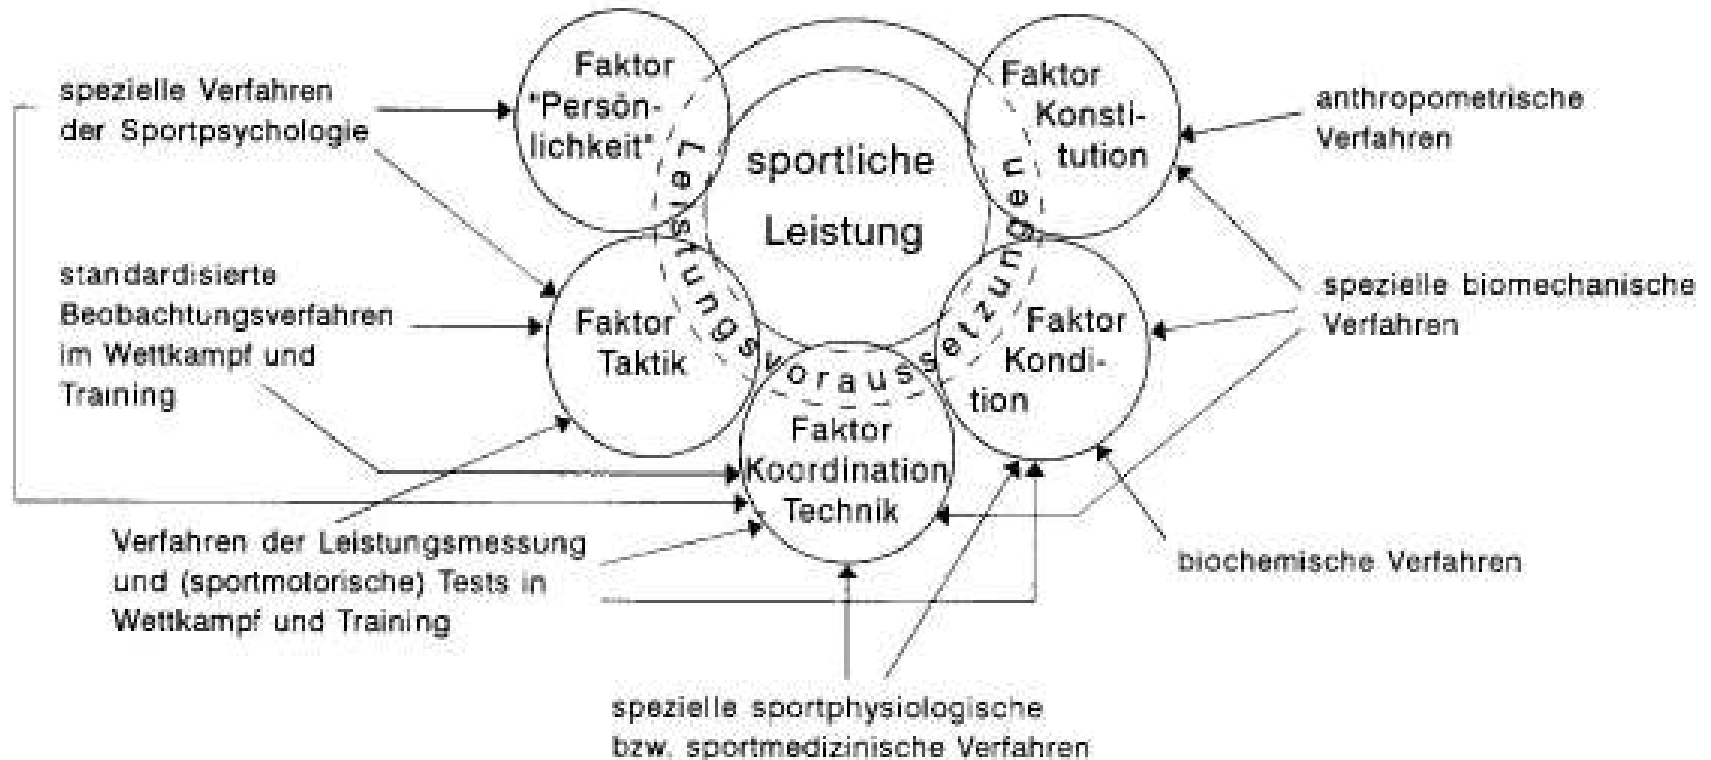 spezielle Verfahren
der Sportpsychologie
Faktor
"Persön-
lichkeit"
sportliche
Leistung
Leistungsvoraussetzungen
Faktor
Konsti-
tution
anthropometrische
Verfahren
standardisierte
Beobachtungsverfahren
im Wettkampf und
Training
Faktor
Taktik
Faktor
Kondi-
tion
spezielle biomechanische
Verfahren
Faktor
Koordination
Technik
Verfahren der Leistungsmessung
und (sportmotorische) Tests in
Wettkampf und Training
biochemische Verfahren
spezielle sportphysiologische
bzw. sportmedizinische Verfahren